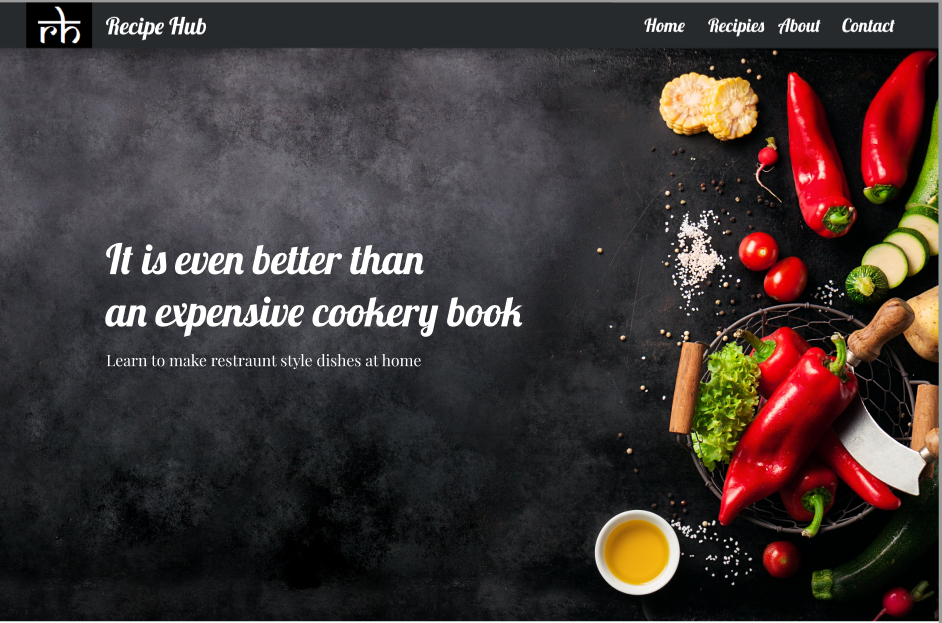 rh
Recipe Hub
Home Recipies About Contact
It is even better than
an expensive cookery book
Learn to make restraunt style dishes at home